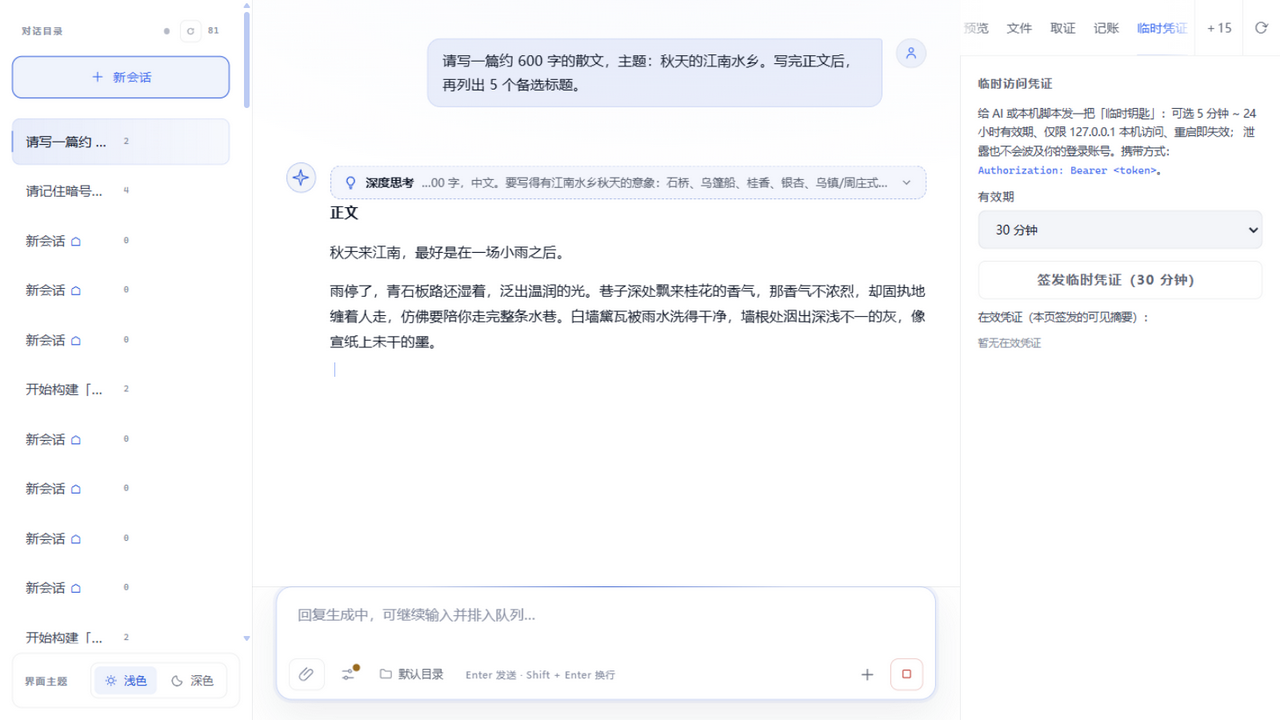 对话目录
81
新会话
请写一篇约 ... 2
请记住暗号... 4
新会话 0
新会话 0
新会话 0
开始构建「... 2
新会话 0
新会话 0
新会话 0
新会话 0
开始构建「... 2
界面主题
浅色
深色
请写一篇约 600 字的散文，主题：秋天的江南水乡。写完正文后，
再列出 5 个备选标题。
深度思考 ...00 字，中文。要写得有江南水乡秋天的意象：石桥、乌篷船、桂香、银杏、乌镇/周庄式...
正文
秋天来江南，最好是在一场小雨之后。
雨停了，青石板路还湿着，泛出温润的光。巷子深处飘来桂花的香气，那香气不浓烈，却固执地
缠着人走，仿佛要陪你走完整条水巷。白墙黛瓦被雨水洗得干净，墙根处洇出深浅不一的灰，像
宣纸上未干的墨。
回复生成中，可继续输入并排入队列...
默认目录
Enter 发送 · Shift + Enter 换行
预览 文件 取证 记账 临时凭证 +15
临时访问凭证
给 AI 或本机脚本发一把「临时钥匙」：可选 5 分钟 ~ 24
小时有效期、仅限 127.0.0.1 本机访问、重启即失效； 泄
露也不会波及你的登录账号。携带方式：
Authorization: Bearer <token>。
有效期
30 分钟
签发临时凭证（30 分钟）
在效凭证（本页签发的可见摘要）：
暂无在效凭证